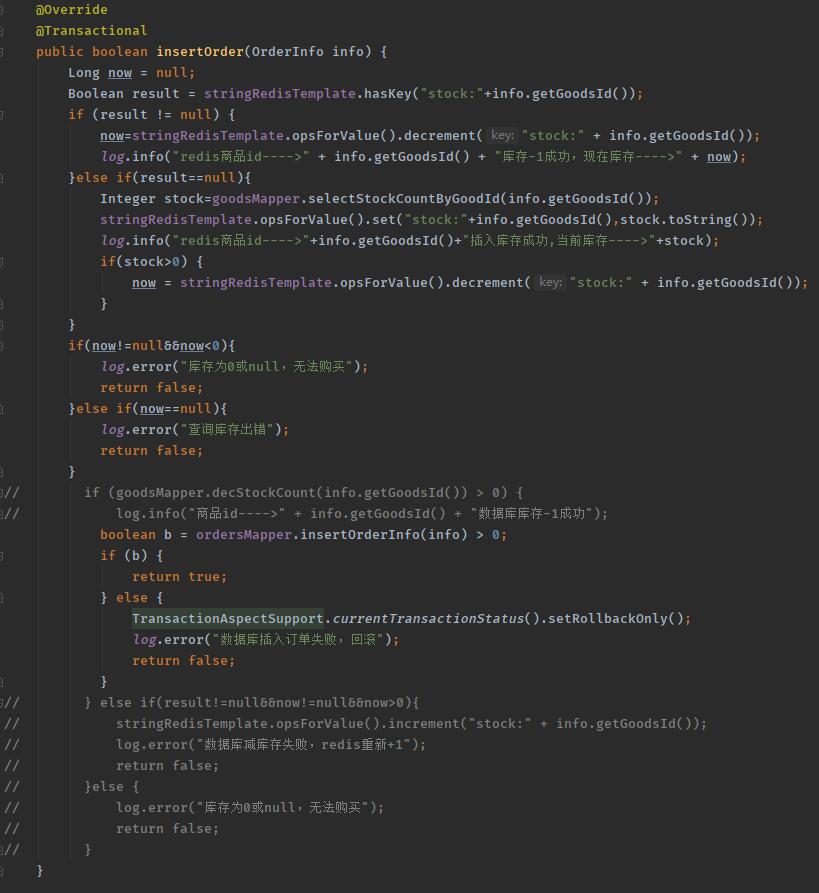 @Override
@Transactional
public boolean insertOrder(OrderInfo info) {
Long now = null;
Boolean result = stringRedisTemplate.hasKey("stock:"+info.getGoodsId());
if (result != null) {
now=stringRedisTemplate.opsForValue().decrement( key: "stock:" + info.getGoodsId());
log.info("redis商品id---->" + info.getGoodsId() + "库存-1成功，现在库存---->" + now);
}else if(result==null){
Integer stock=goodsMapper.selectStockCountByGoodId(info.getGoodsId());
stringRedisTemplate.opsForValue().set("stock:"+info.getGoodsId(),stock.toString());
log.info("redis商品id---->"+info.getGoodsId()+"插入库存成功,当前库存---->"+stock);
if(stock>0) {
now = stringRedisTemplate.opsForValue().decrement( key: "stock:" + info.getGoodsId());
}
}
if(now!=null&&now<0){
log.error("库存为0或null，无法购买");
return false;
}else if(now==null){
log.error("查询库存出错");
return false;
}
// if (goodsMapper.decStockCount(info.getGoodsId()) > 0) {
// log.info("商品id---->" + info.getGoodsId() + "数据库库存-1成功");
boolean b = ordersMapper.insertOrderInfo(info) > 0;
if (b) {
return true;
} else {
TransactionAspectSupport.currentTransactionStatus().setRollbackOnly();
log.error("数据库插入订单失败，回滚");
return false;
}
// } else if(result!=null&&now!=null&&now>0){
// stringRedisTemplate.opsForValue().increment("stock:" + info.getGoodsId());
// log.error("数据库减库存失败，redis重新+1");
// return false;
// }else {
// log.error("库存为0或null，无法购买");
// return false;
// }
}